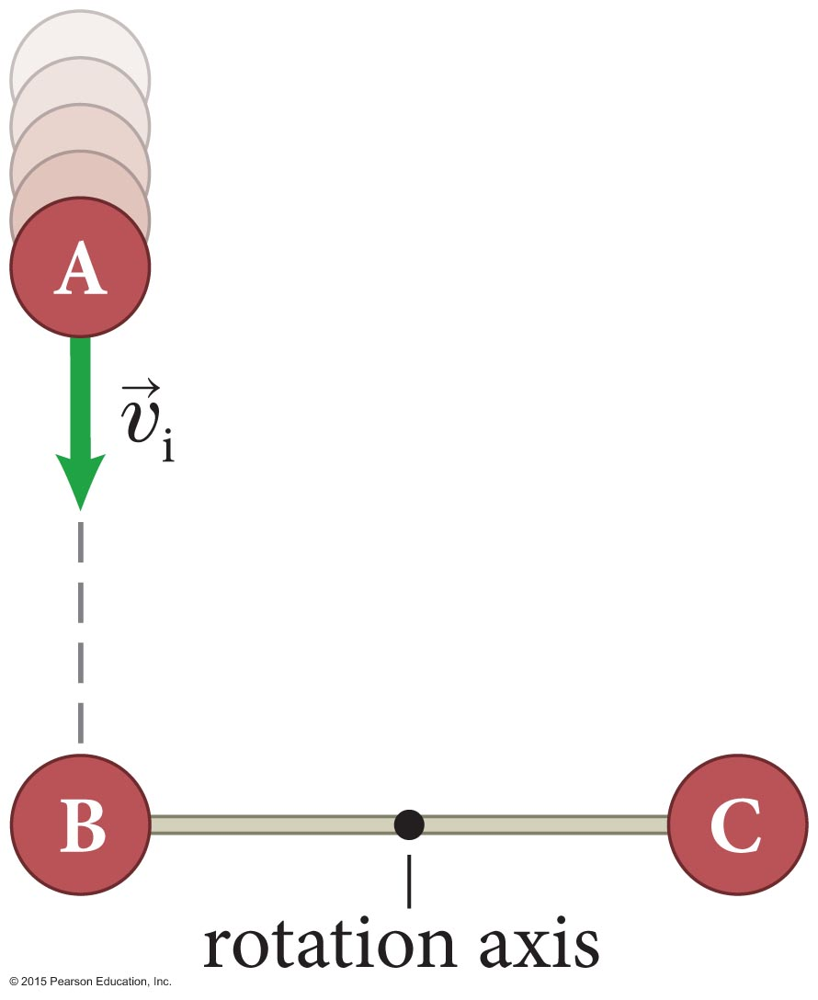 A
v⃗i
B
C
rotation axis
© 2015 Pearson Education, Inc.